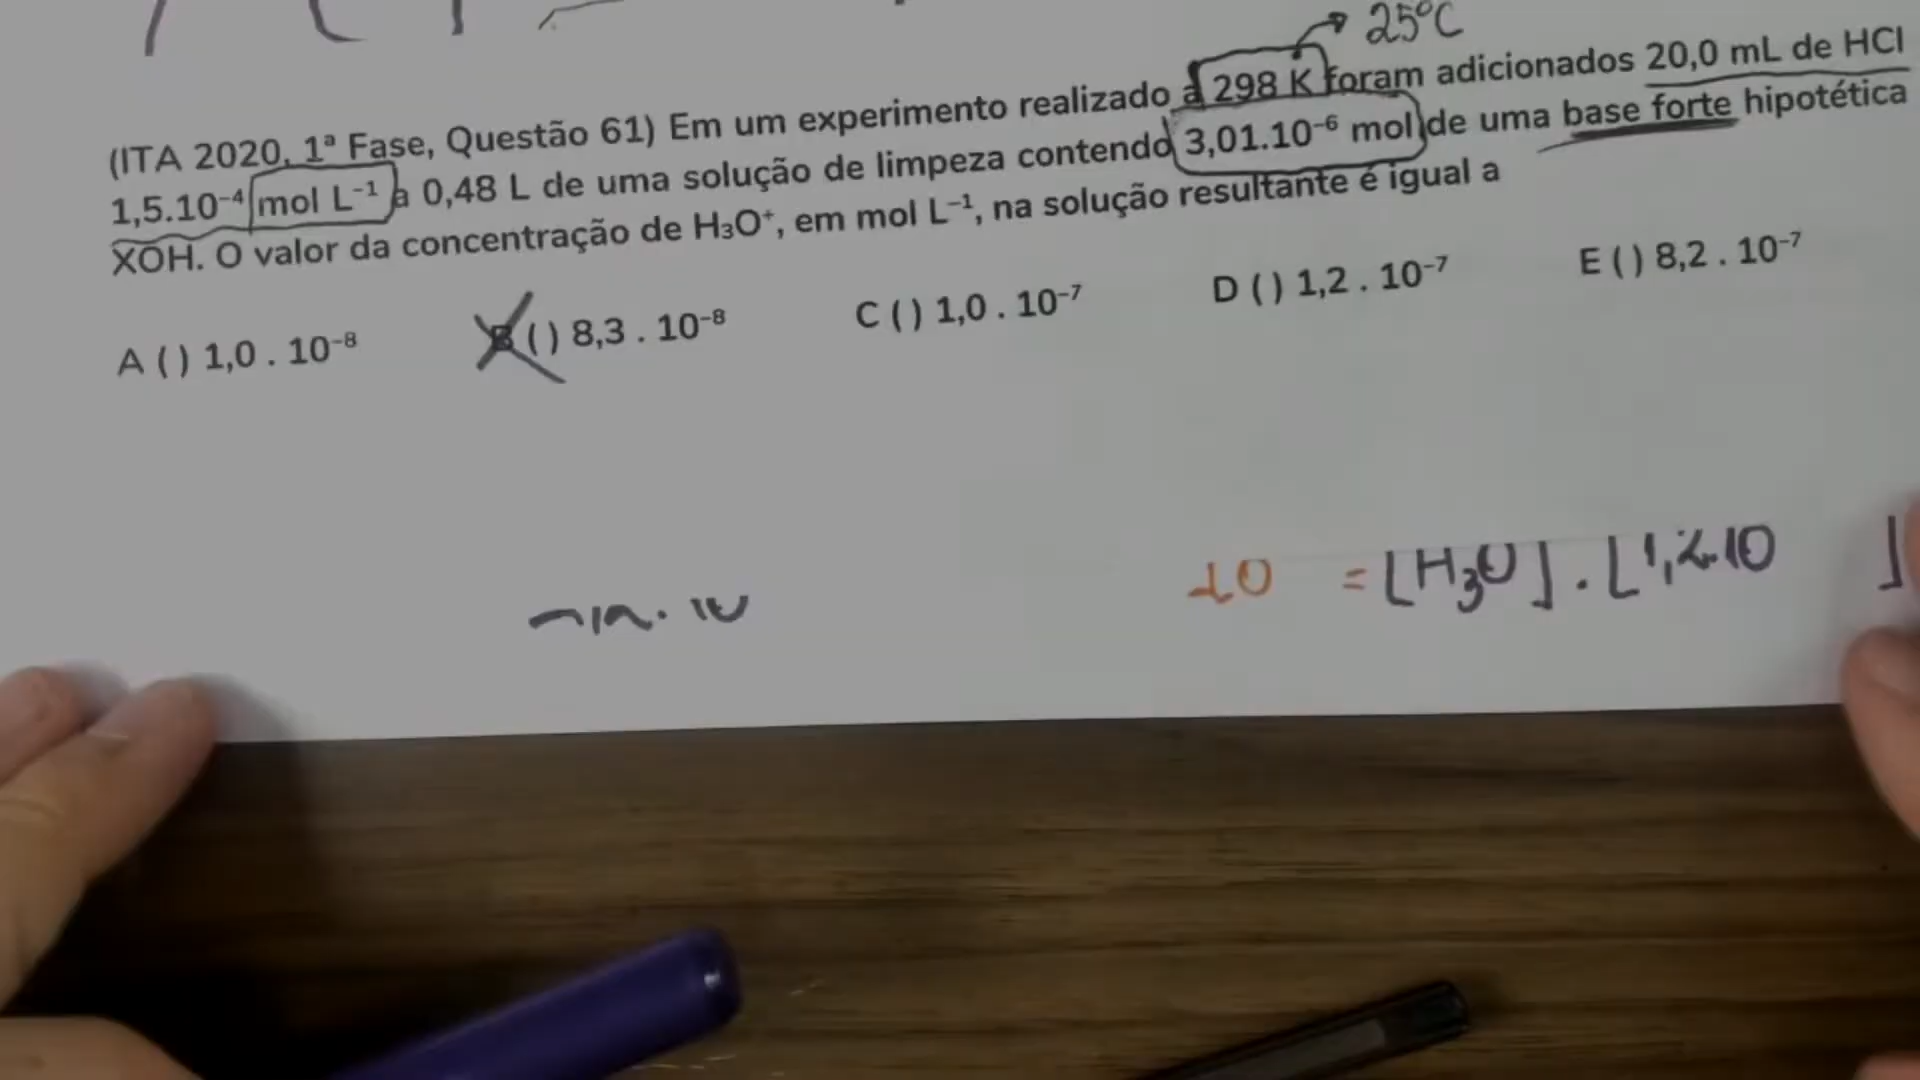 25°C
(ITA 2020, 1ª Fase, Questão 61) Em um experimento realizado a 298 K foram adicionados 20,0 mL de HCl
1,5.10⁻⁴ mol L⁻¹ a 0,48 L de uma solução de limpeza contendo 3,01.10⁻⁶ mol de uma base forte hipotética
XOH. O valor da concentração de H₃O⁺, em mol L⁻¹, na solução resultante é igual a
A ( ) 1,0 . 10⁻⁸ B ( ) 8,3 . 10⁻⁸ C ( ) 1,0 . 10⁻⁷ D ( ) 1,2 . 10⁻⁷ E ( ) 8,2 . 10⁻⁷
10 = [H₃O] . [1,2.10 ]